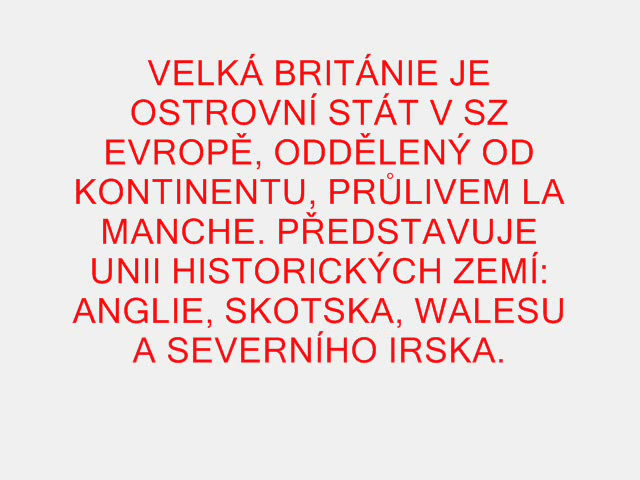 VELKÁ BRITÁNIE JE
OSTROVNÍ STÁT V SZ
EVROPĚ, ODDĚLENÝ OD
KONTINENTU, PRŮLIVEM LA
MANCHE. PŘEDSTAVUJE
UNII HISTORICKÝCH ZEMÍ:
ANGLIE, SKOTSKA, WALESU
A SEVERNÍHO IRSKA.